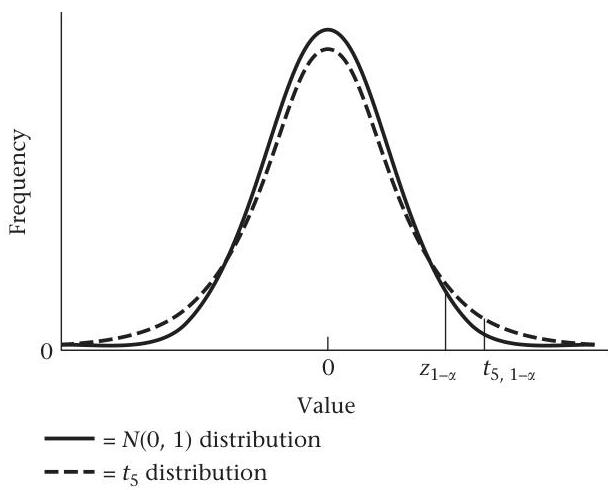 Frequency
0
0
z₁₋α
t₅, ₁₋α
Value
= N(0, 1) distribution
= t₅ distribution